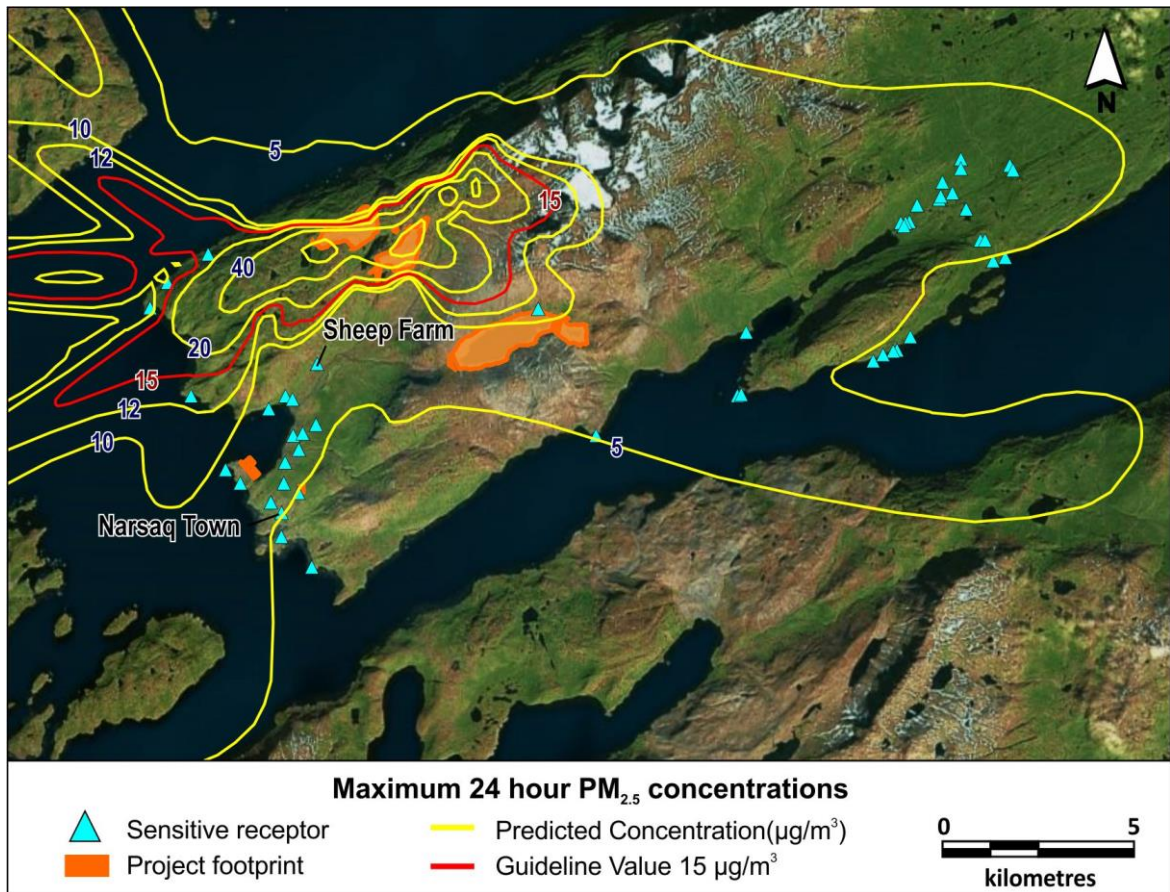 10
12
5
N
15
40
Sheep Farm
20
15
12
10
5
Narsaq Town
Maximum 24 hour PM₂.₅ concentrations
Sensitive receptor
Predicted Concentration(µg/m³)
0 5
Project footprint
Guideline Value 15 µg/m³
kilometres